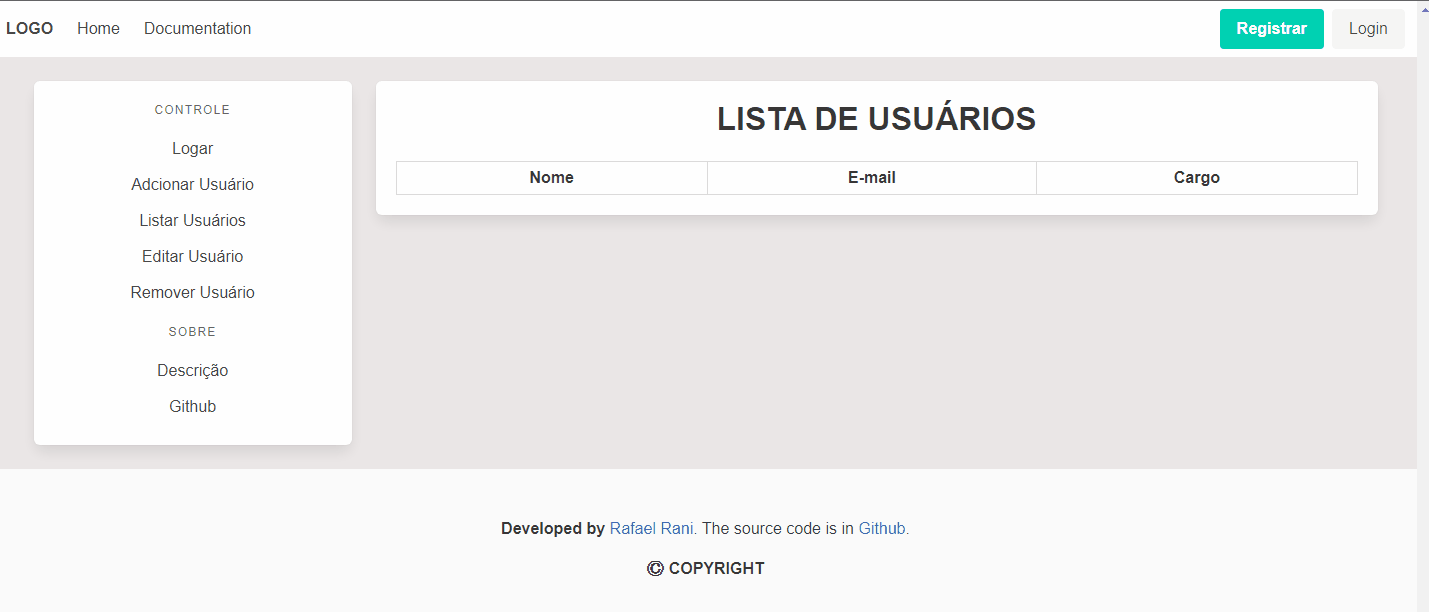 LOGO Home Documentation Registrar Login
CONTROLE
Logar
Adcionar Usuário
Listar Usuários
Editar Usuário
Remover Usuário
SOBRE
Descrição
Github
LISTA DE USUÁRIOS
Nome E-mail Cargo
Developed by Rafael Rani. The source code is in Github.
© COPYRIGHT